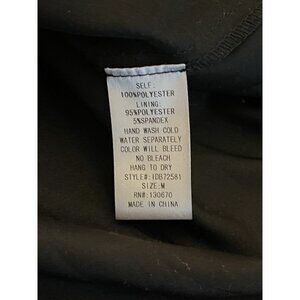 SELF:
100%POLYESTER
LINING:
95%POLYESTER
5%SPANDEX
HAND WASH COLD
WATER SEPARATELY
COLOR WILL BLEED
NO BLEACH
HANG TO DRY
STYLE#:IDB72581
SIZE:M
RN#:130670
MADE IN CHINA